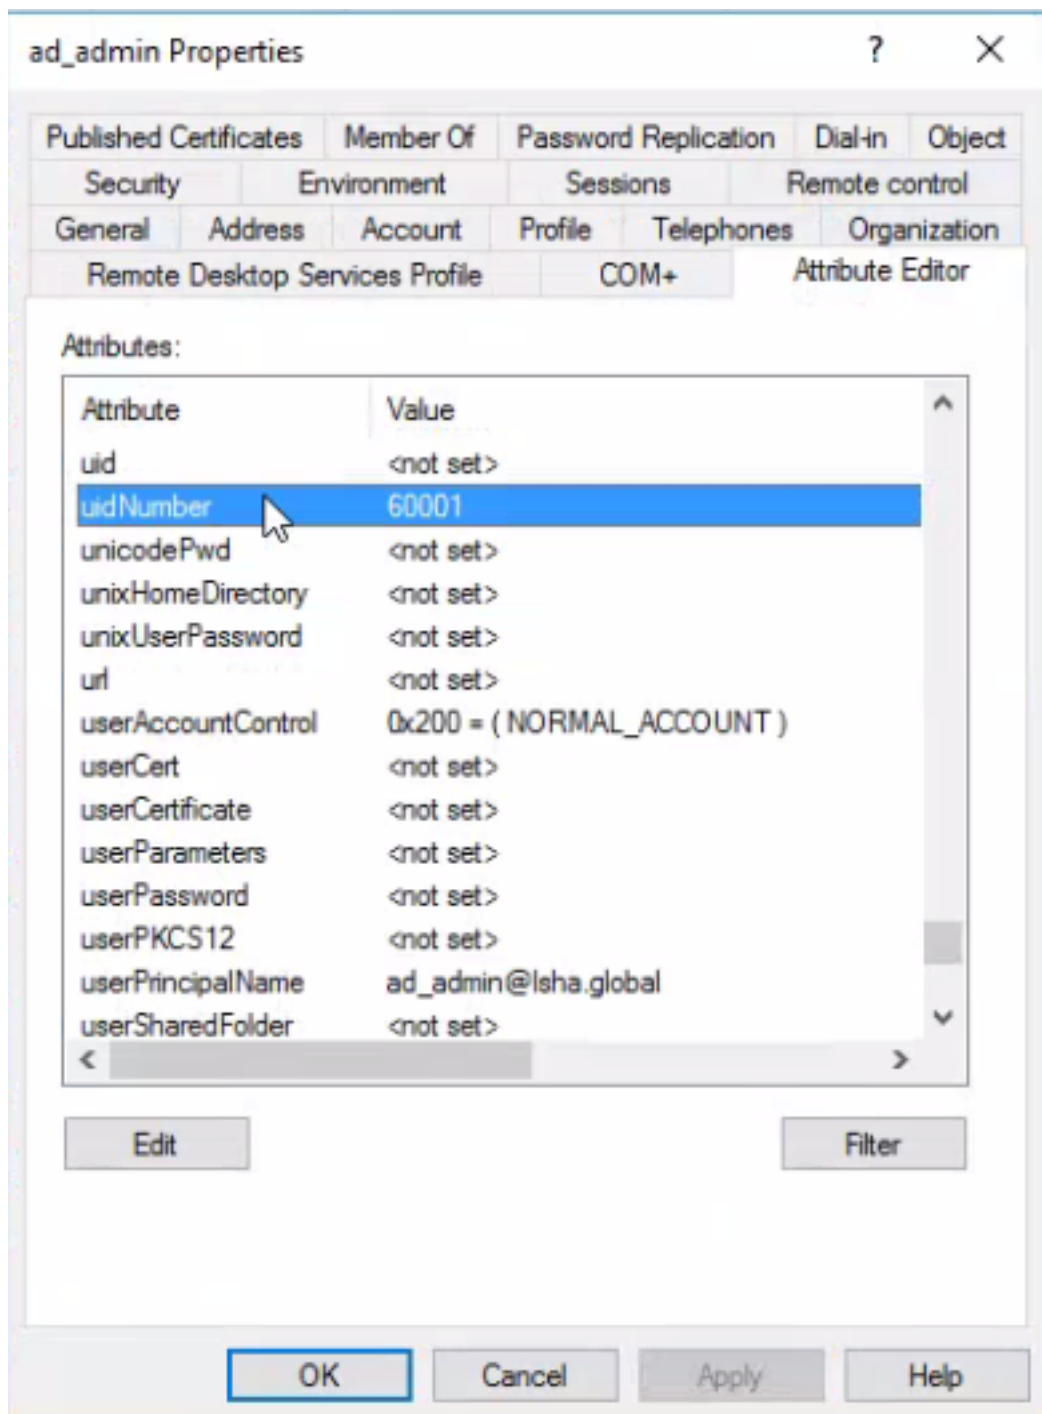 ad_admin Properties ? X
Published Certificates Member Of Password Replication Dial-in Object
Security Environment Sessions Remote control
General Address Account Profile Telephones Organization
Remote Desktop Services Profile COM+ Attribute Editor
Attributes:
Attribute Value
uid <not set>
uidNumber 60001
unicodePwd <not set>
unixHomeDirectory <not set>
unixUserPassword <not set>
url <not set>
userAccountControl 0x200 = ( NORMAL_ACCOUNT )
userCert <not set>
userCertificate <not set>
userParameters <not set>
userPassword <not set>
userPKCS12 <not set>
userPrincipalName ad_admin@lsha.global
userSharedFolder <not set>
Edit Filter
OK Cancel Apply Help